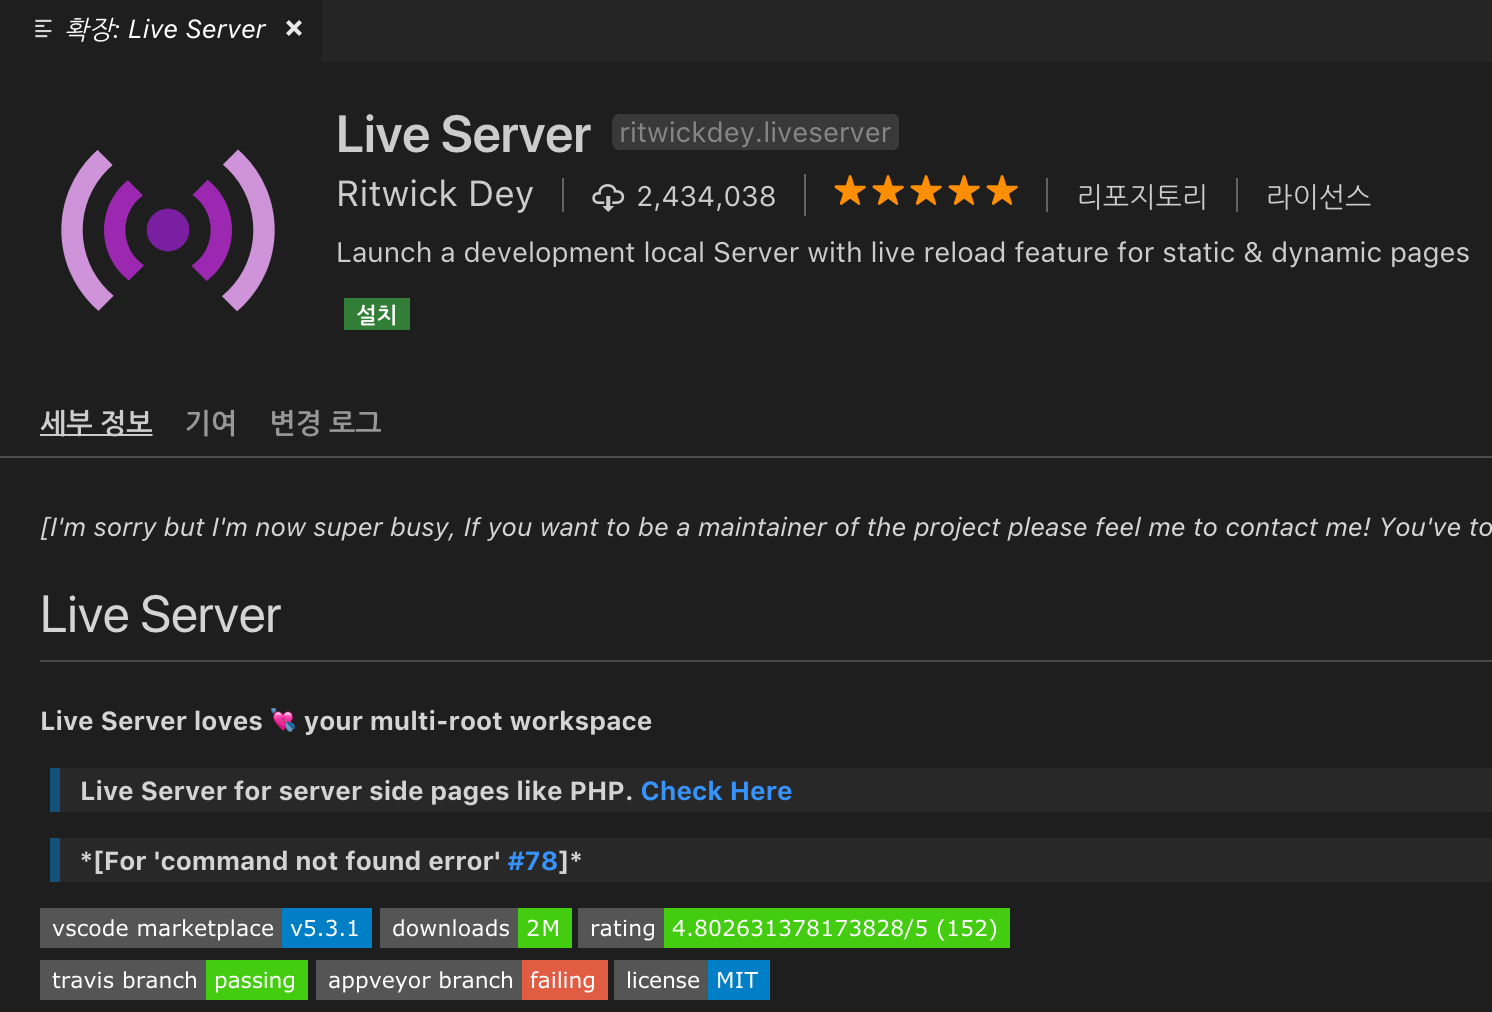 확장: Live Server
Live Server ritwickdey.liveserver
Ritwick Dey 2,434,038 리포지토리 라이선스
Launch a development local Server with live reload feature for static & dynamic pages
설치
세부 정보 기여 변경 로그
[I'm sorry but I'm now super busy, If you want to be a maintainer of the project please feel me to contact me! You've to
Live Server
Live Server loves 💘 your multi-root workspace
Live Server for server side pages like PHP. Check Here
*[For 'command not found error' #78]*
vscode marketplace v5.3.1 downloads 2M rating 4.802631378173828/5 (152)
travis branch passing appveyor branch failing license MIT